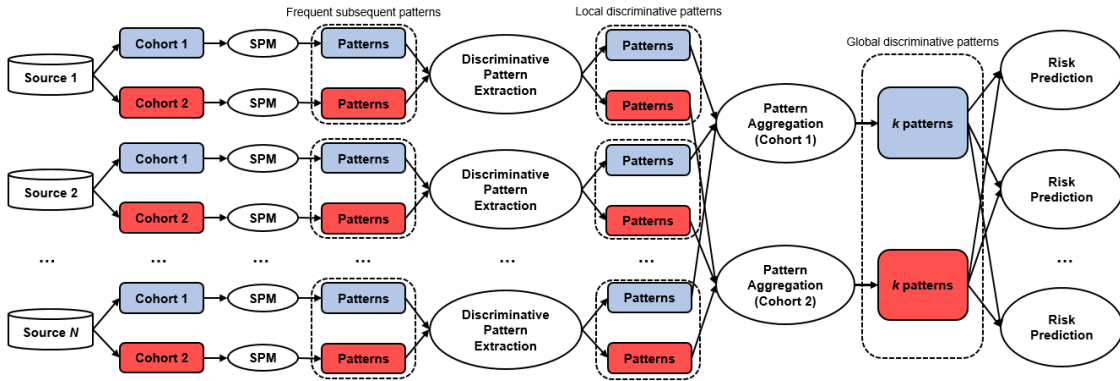 Frequent subsequent patterns
Local discriminative patterns
Global discriminative patterns
Source 1
Cohort 1
SPM
Patterns
Cohort 2
SPM
Patterns
Discriminative
Pattern
Extraction
Patterns
Patterns
Source 2
Cohort 1
SPM
Patterns
Cohort 2
SPM
Patterns
Discriminative
Pattern
Extraction
Patterns
Patterns
...
...
...
...
...
...
Source N
Cohort 1
SPM
Patterns
Cohort 2
SPM
Patterns
Discriminative
Pattern
Extraction
Patterns
Patterns
Pattern
Aggregation
(Cohort 1)
Pattern
Aggregation
(Cohort 2)
k patterns
k patterns
Risk
Prediction
Risk
Prediction
...
Risk
Prediction